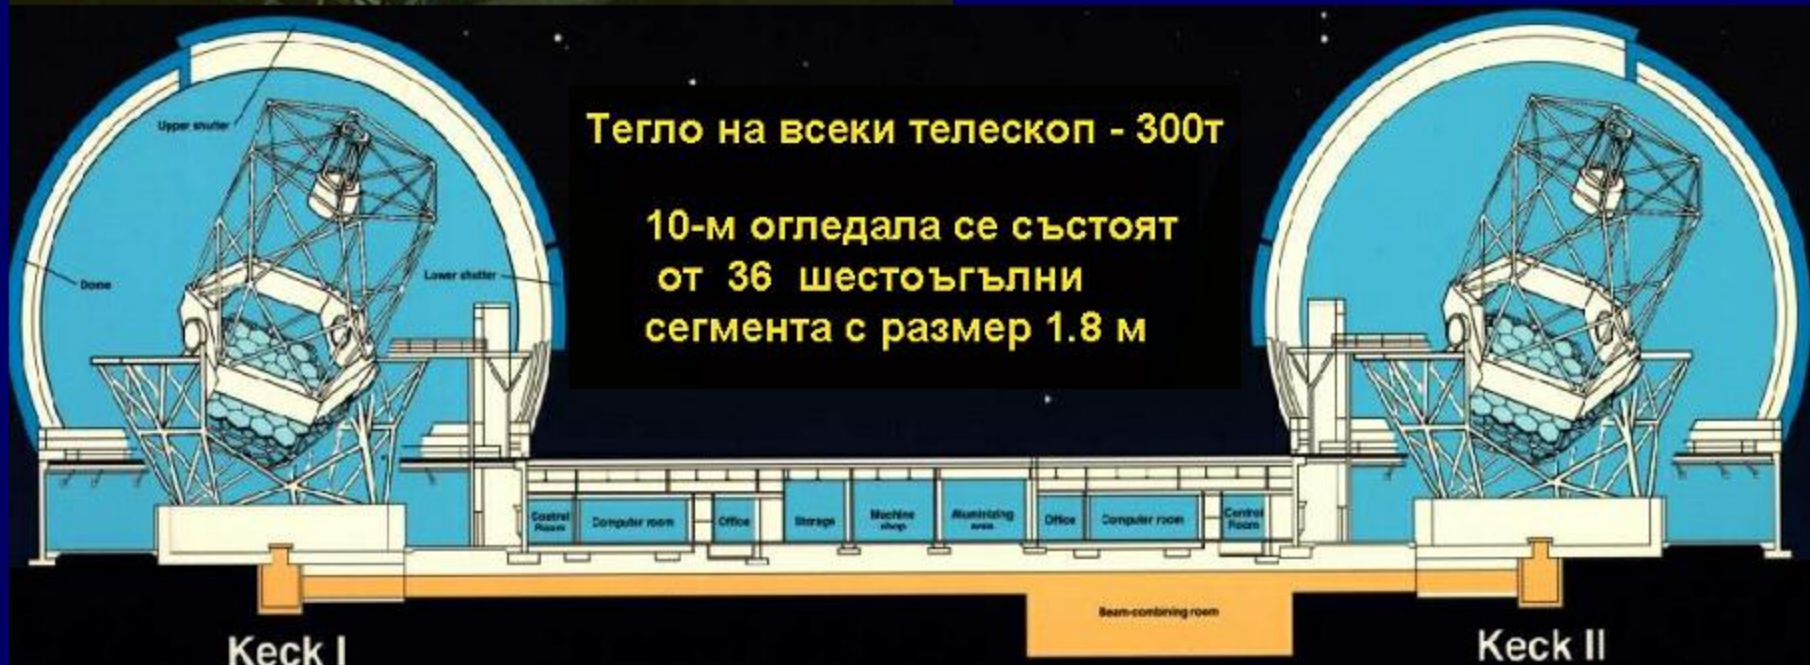 Тегло на всеки телескоп - 300т
10-м огледала се състоят
от 36 шестоъгълни
сегмента с размер 1.8 м
Upper shutter
Dome
Lower shutter
Control Room
Computer room
Office
Storage
Machine shop
Aluminizing area
Office
Computer room
Control Room
Beam-combining room
Keck I
Keck II